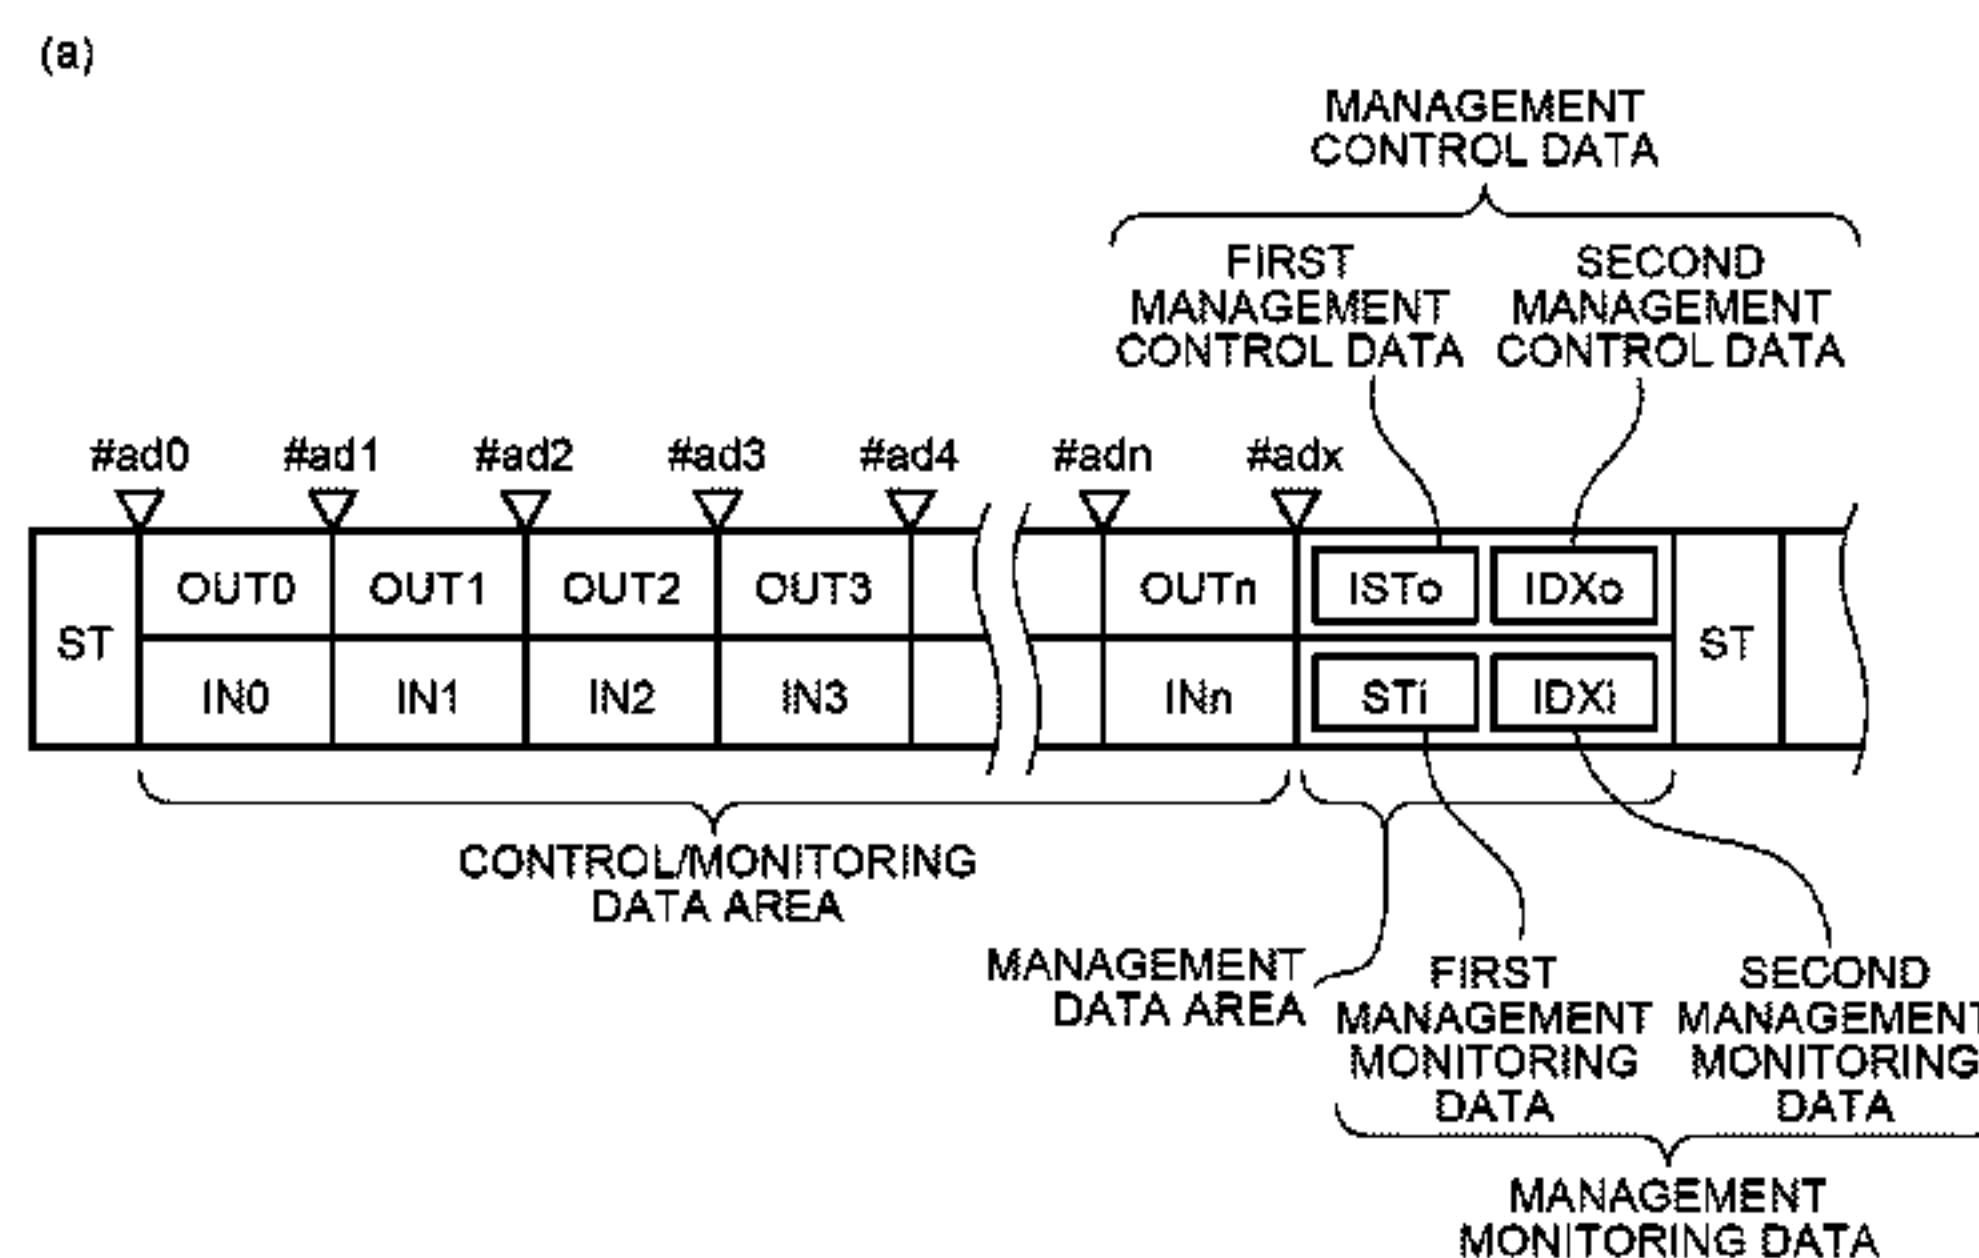 (a)
MANAGEMENT
CONTROL DATA
FIRST
MANAGEMENT
CONTROL DATA
SECOND
MANAGEMENT
CONTROL DATA
#ad0 #ad1 #ad2 #ad3 #ad4 #adn #adx
ST OUT0 OUT1 OUT2 OUT3 OUTn ISTo IDXo ST
IN0 IN1 IN2 IN3 INn STi IDXi
CONTROL/MONITORING
DATA AREA
MANAGEMENT
DATA AREA
FIRST
MANAGEMENT
MONITORING
DATA
SECOND
MANAGEMENT
MONITORING
DATA
MANAGEMENT
MONITORING DATA